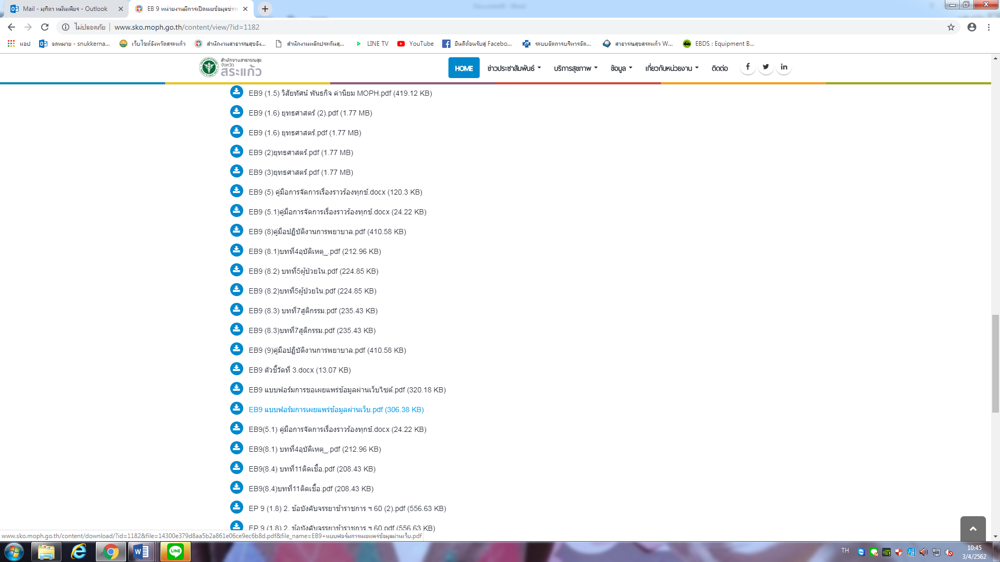 Mail - มุทิตา หมั่นเพียร - Outlook
EB 9 หน่วยงานมีการเปิดเผยข้อมูลข่าว
ไม่ปลอดภัย | www.sko.moph.go.th/content/view/?id=1182
แอป
จดหมาย - snukkerna...
เว็บไซต์จังหวัดสระแก้ว
สำนักงานสาธารณสุขจัง...
สำนักงานหลักประกันสุ...
LINE TV
YouTube
ยินดีต้อนรับสู่ Facebo...
ระบบจัดการบริหารจัด...
สาธารณสุขสระแก้ว W...
EBDS : Equipment B...
สำนักงานสาธารณสุข
จังหวัด
สระแก้ว
HOME
ข่าวประชาสัมพันธ์
บริการสุขภาพ
ข้อมูล
เกี่ยวกับหน่วยงาน
ติดต่อ
EB9 (1.5) วิสัยทัศน์ พันธกิจ ค่านิยม MOPH.pdf (419.12 KB)
EB9 (1.6) ยุทธศาสตร์ (2).pdf (1.77 MB)
EB9 (1.6) ยุทธศาสตร์.pdf (1.77 MB)
EB9 (2)ยุทธศาสตร์.pdf (1.77 MB)
EB9 (3)ยุทธศาสตร์.pdf (1.77 MB)
EB9 (5) คู่มือการจัดการเรื่องราวร้องทุกข์.docx (120.3 KB)
EB9 (5.1)คู่มือการจัดการเรื่องราวร้องทุกข์.docx (24.22 KB)
EB9 (8)คู่มือปฏิบัติงานการพยาบาล.pdf (410.58 KB)
EB9 (8.1)บทที่4อุบัติเหตุ_.pdf (212.96 KB)
EB9 (8.2) บทที่5ผู้ป่วยใน.pdf (224.85 KB)
EB9 (8.2)บทที่5ผู้ป่วยใน.pdf (224.85 KB)
EB9 (8.3) บทที่7สูติกรรม.pdf (235.43 KB)
EB9 (8.3)บทที่7สูติกรรม.pdf (235.43 KB)
EB9 (9)คู่มือปฏิบัติงานการพยาบาล.pdf (410.58 KB)
EB9 ตัวชี้วัดที่ 3.docx (13.07 KB)
EB9 แบบฟอร์มการขอเผยแพร่ข้อมูลผ่านเว็บไซต์.pdf (320.18 KB)
EB9 แบบฟอร์มการเผยแพร่ข้อมูลผ่านเว็บ.pdf (306.38 KB)
EB9(5.1) คู่มือการจัดการเรื่องราวร้องทุกข์.docx (24.22 KB)
EB9(8.1) บทที่4อุบัติเหตุ_.pdf (212.96 KB)
EB9(8.4) บทที่11ติดเชื้อ.pdf (208.43 KB)
EB9(8.4)บทที่11ติดเชื้อ.pdf (208.43 KB)
EP 9 (1.8) 2. ข้อบังคับจรรยาข้าราชการ ฯ 60 (2).pdf (556.63 KB)
EP 9 (1.8) 2. ข้อบังคับจรรยาข้าราชการ ฯ 60.pdf (556.63 KB)
www.sko.moph.go.th/content/download/?id=1182&file=14300e379d8aa5b2a861e06ce9ec6b8d.pdf&file_name=EB9+แบบฟอร์มการเผยแพร่ข้อมูลผ่านเว็บ.pdf
TH
10:45
3/4/2562